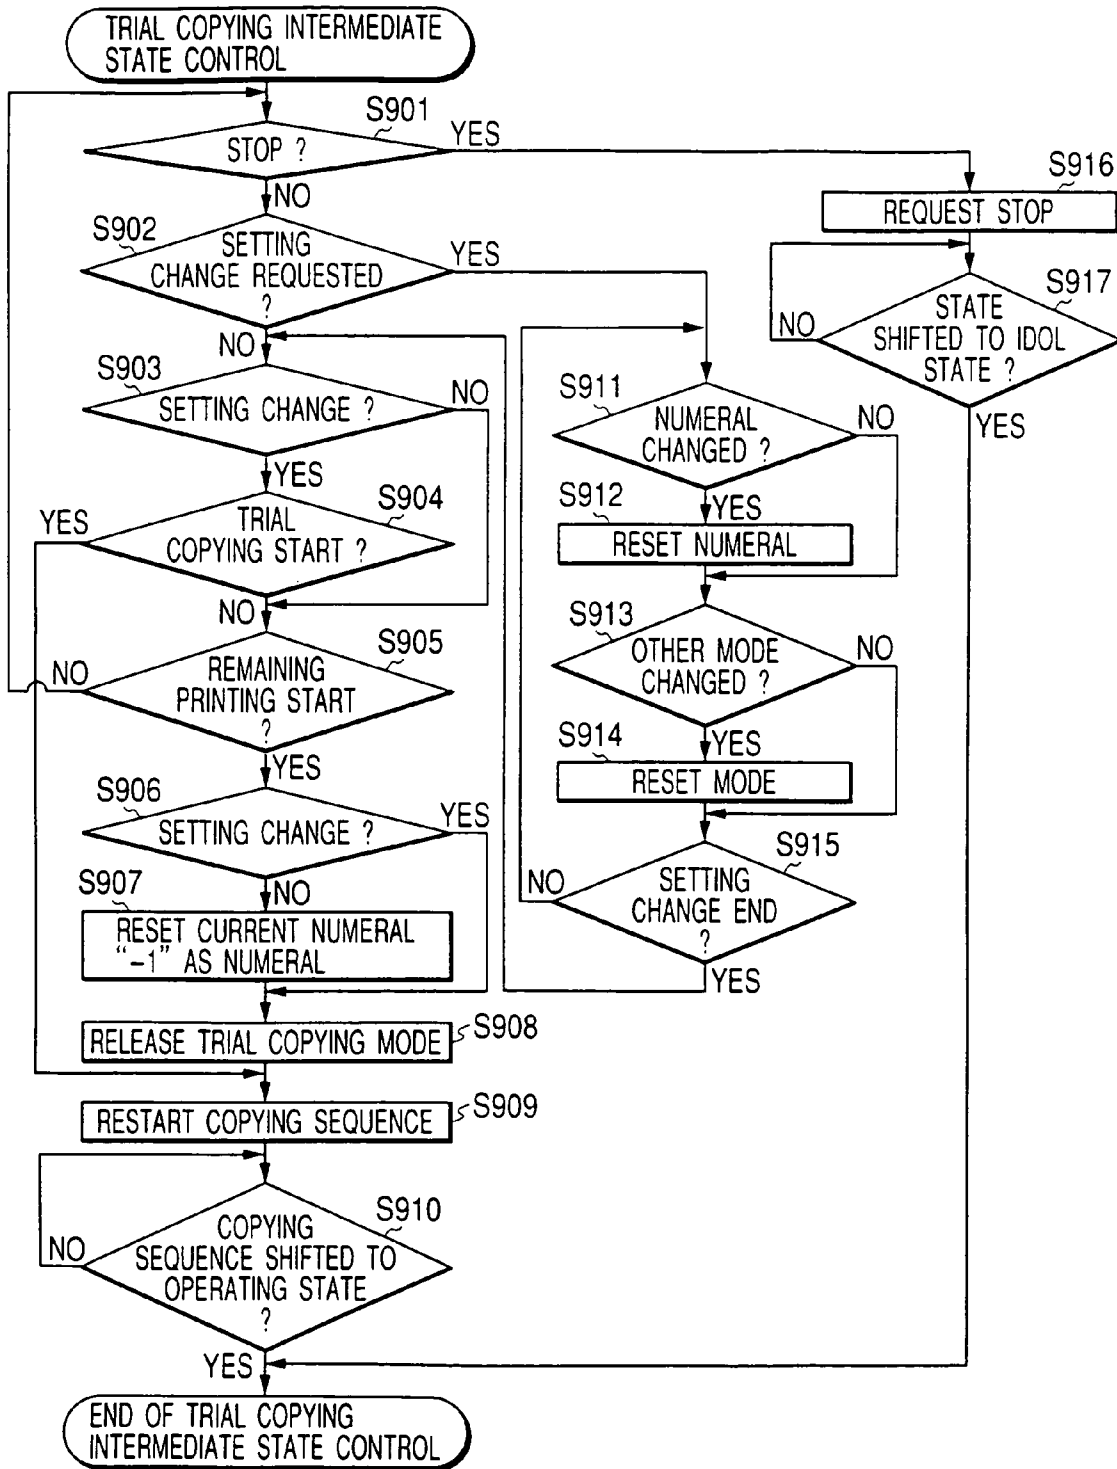 TRIAL COPYING INTERMEDIATE
STATE CONTROL
S901
STOP ?
YES
NO
S916
REQUEST STOP
S902
SETTING
CHANGE REQUESTED
?
YES
NO
S917
STATE
SHIFTED TO IDOL
STATE ?
NO
YES
S903
SETTING CHANGE ?
NO
YES
S911
NUMERAL
CHANGED ?
NO
YES
S904
TRIAL
COPYING START ?
YES
NO
S912
RESET NUMERAL
S905
REMAINING
PRINTING START
?
NO
YES
S913
OTHER MODE
CHANGED ?
NO
YES
S914
RESET MODE
S906
SETTING CHANGE ?
YES
NO
S915
SETTING
CHANGE END
?
NO
YES
S907
RESET CURRENT NUMERAL
“-1” AS NUMERAL
RELEASE TRIAL COPYING MODE
S908
RESTART COPYING SEQUENCE
S909
S910
COPYING
SEQUENCE SHIFTED TO
OPERATING STATE
?
NO
YES
END OF TRIAL COPYING
INTERMEDIATE STATE CONTROL